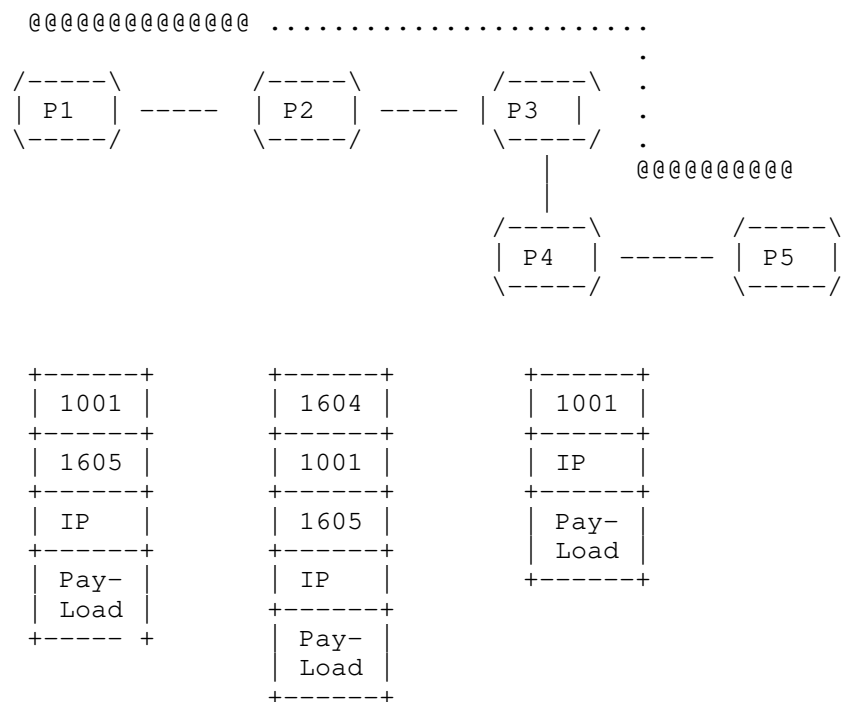 @@@@@@@@@@@@@@ ........................
.
/-----\ /-----\ /-----\ .
| P1 | ----- | P2 | ----- | P3 | .
\-----/ \-----/ \-----/ .
| @@@@@@@@@@
|
/-----\ /-----\
| P4 | ------ | P5 |
\-----/ \-----/
+------+ +------+ +------+
| 1001 | | 1604 | | 1001 |
+------+ +------+ +------+
| 1605 | | 1001 | | IP |
+------+ +------+ +------+
| IP | | 1605 | | Pay- |
+------+ +------+ | Load |
| Pay- | | IP | +------+
| Load | +------+
+----- + | Pay- |
| Load |
+------+